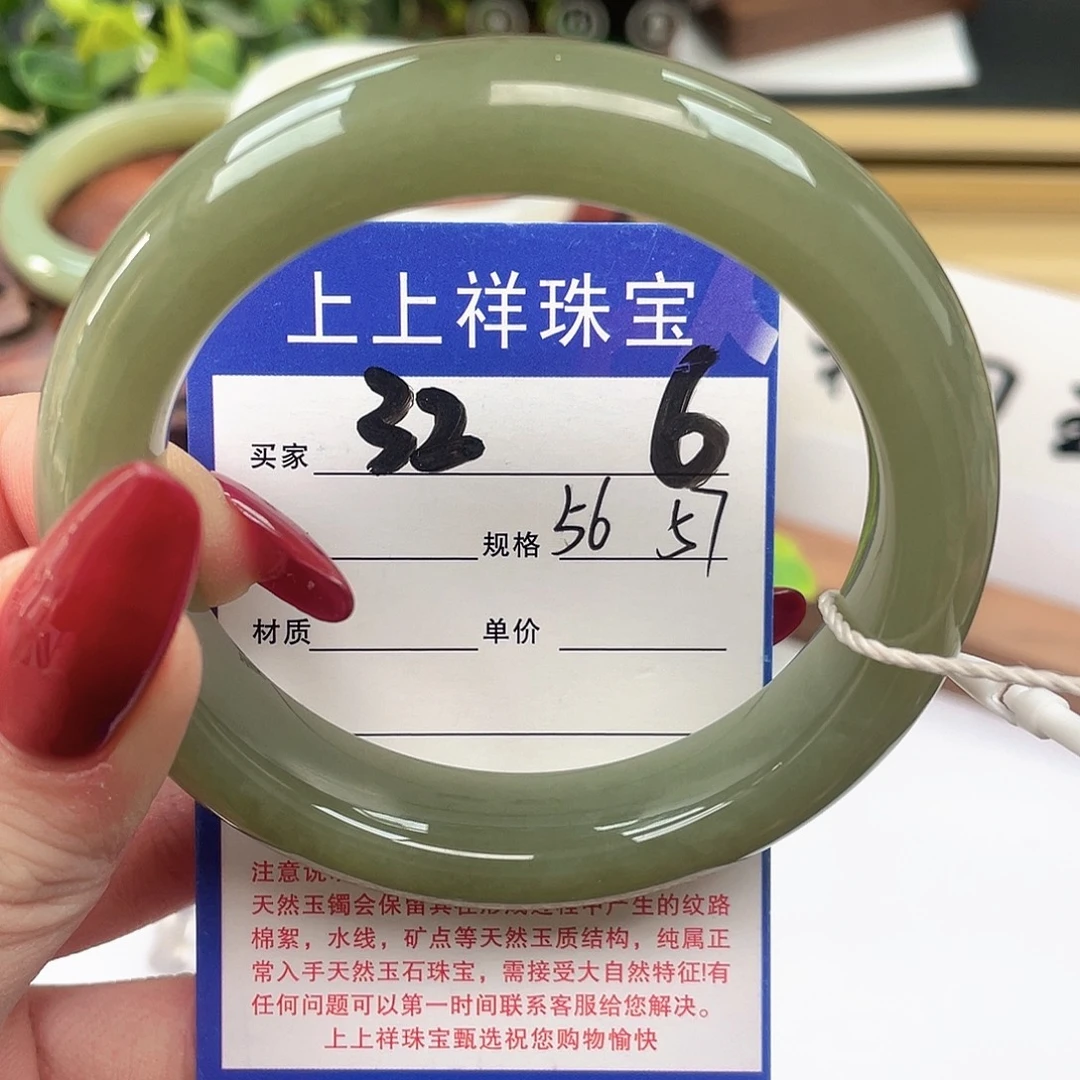 上上祥珠宝
买家 32 6
规格 56 57
材质 单价
注意说
天然玉镯会保留其在形成过程中产生的纹路
棉絮，水线，矿点等天然玉质结构，纯属正
常入手天然玉石珠宝，需接受大自然特征!有
任何问题可以第一时间联系客服给您解决。
上上祥珠宝甄选祝您购物愉快